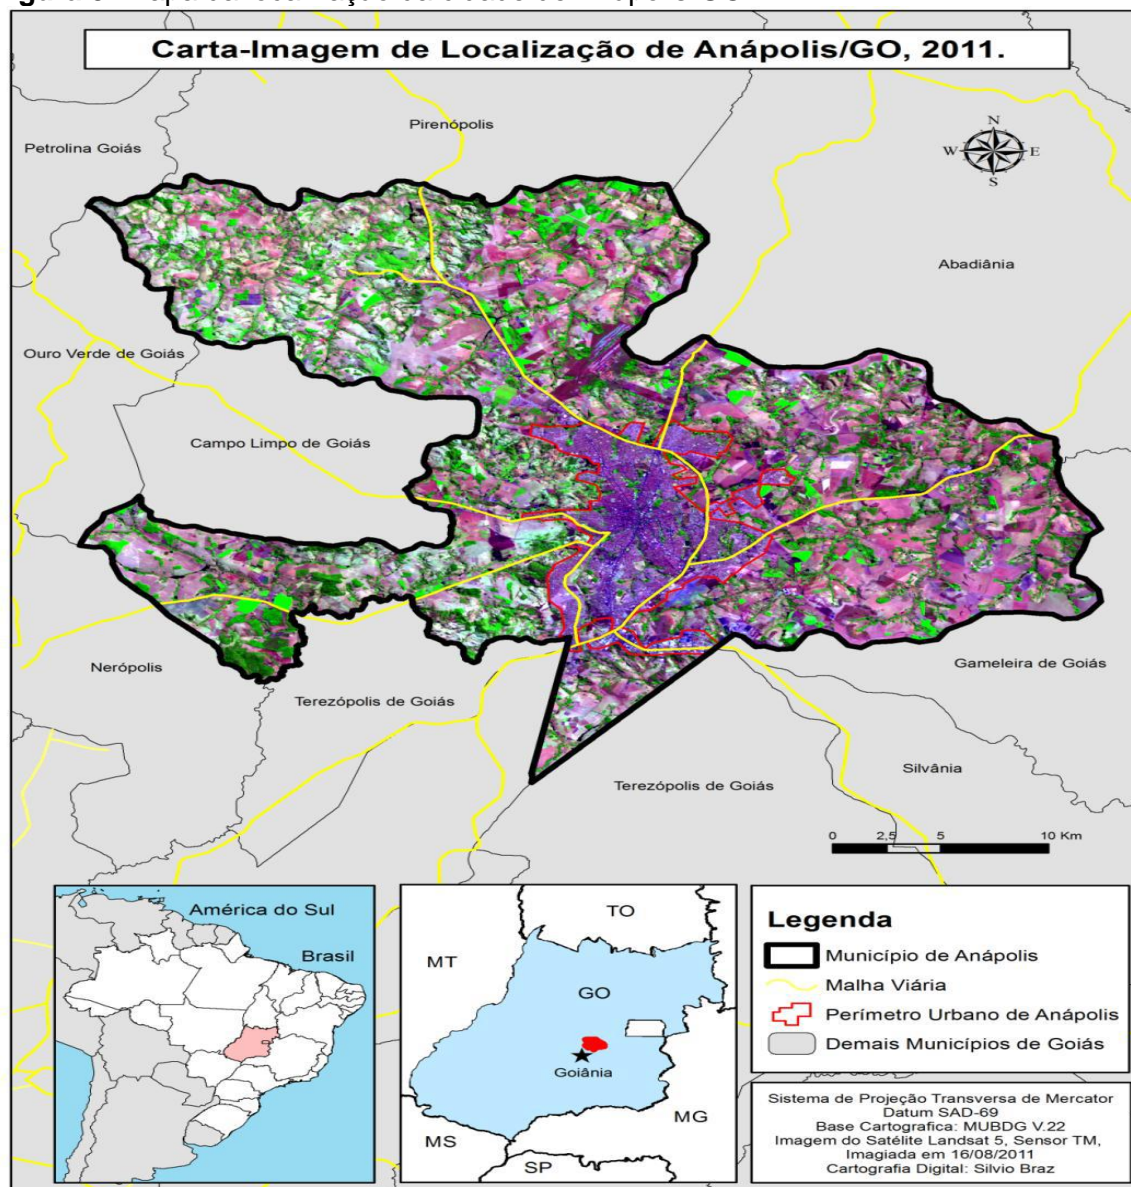 Carta-Imagem de Localização de Anápolis/GO, 2011.
Pirenópolis
Petrolina Goiás
N
W E
S
Abadiânia
Ouro Verde de Goiás
Campo Limpo de Goiás
Nerópolis
Gameleira de Goiás
Terezópolis de Goiás
Silvânia
Terezópolis de Goiás
0 2,5 5 10 Km
América do Sul
Brasil
TO
MT
GO
Goiânia
MG
MS
SP
Legenda
Município de Anápolis
Malha Viária
Perímetro Urbano de Anápolis
Demais Municípios de Goiás
Sistema de Projeção Transversa de Mercator
Datum SAD-69
Base Cartografica: MUBDG V.22
Imagem do Satélite Landsat 5, Sensor TM,
Imagiada em 16/08/2011
Cartografia Digital: Silvio Braz